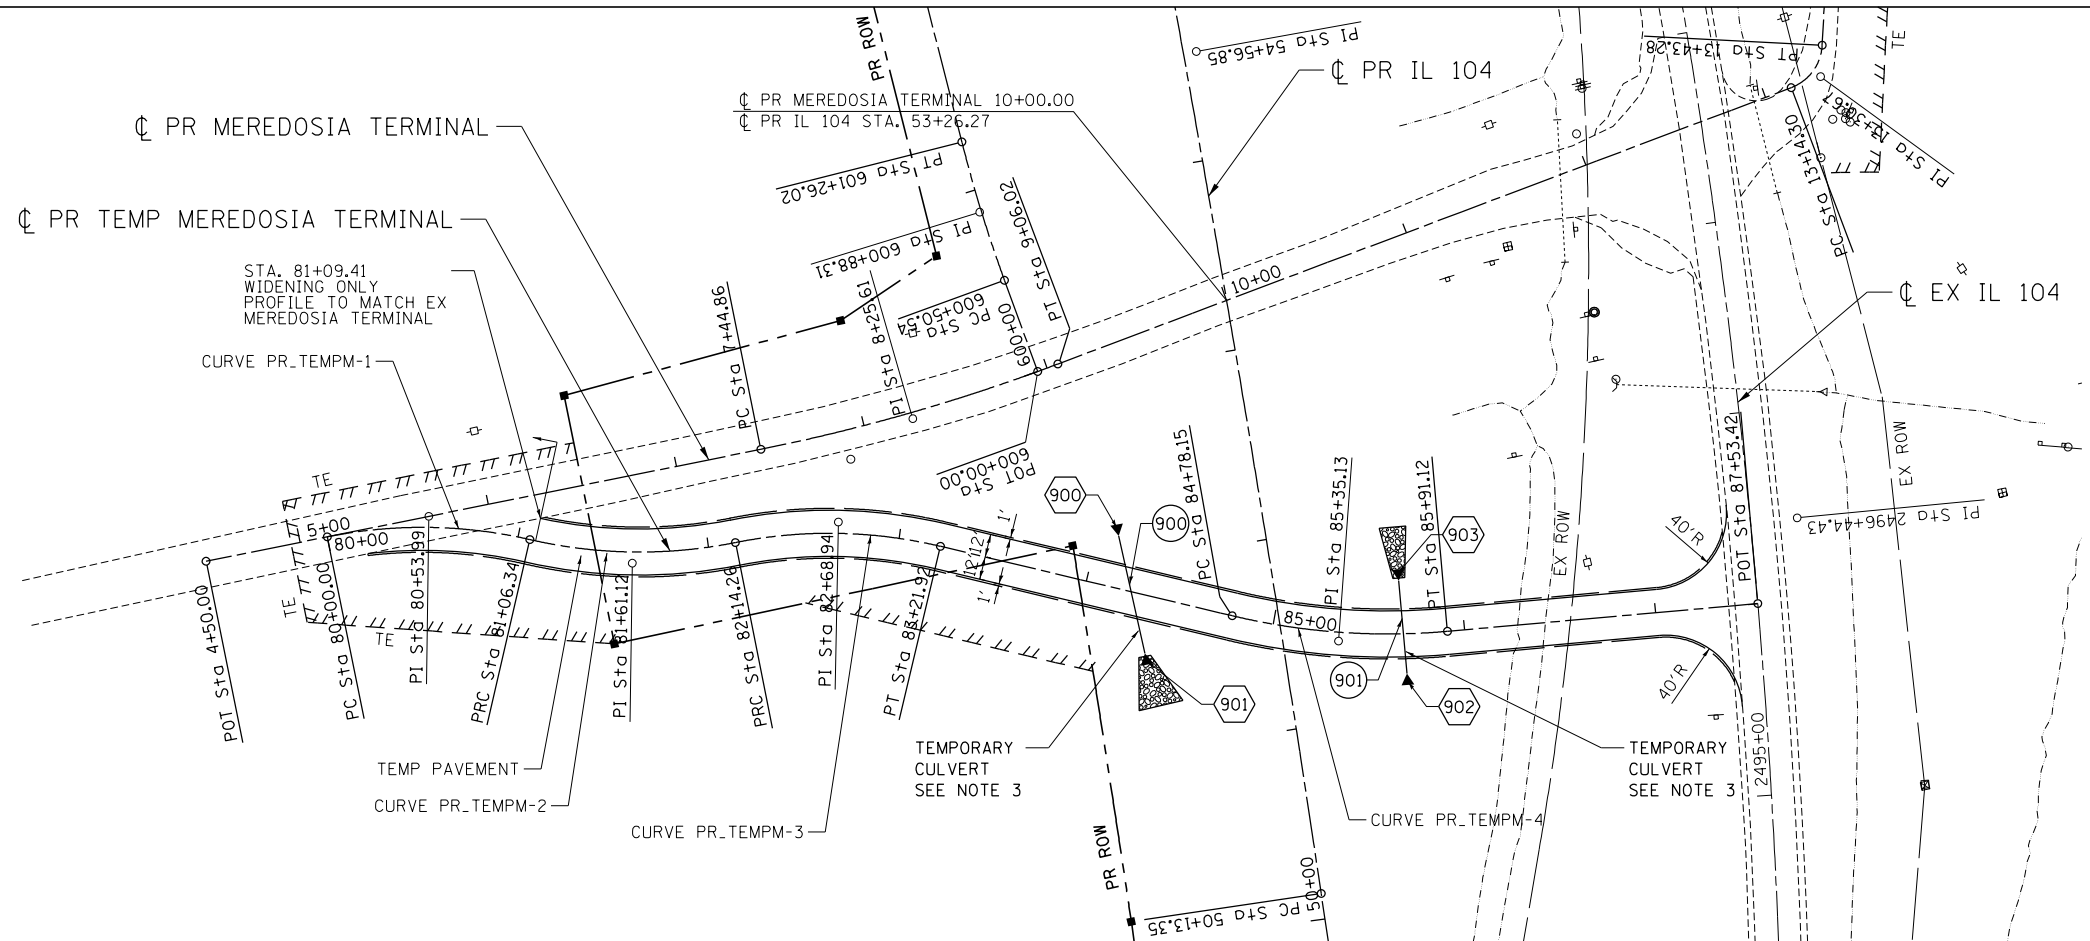 PR ROW
PI Sta 54+56.85
℄ PR IL 104
PT Sta 13+43.28
TE
℄ PR MEREDOSIA TERMINAL 10+00.00
℄ PR IL 104 STA. 53+26.27
℄ PR MEREDOSIA TERMINAL
PI Sta 13+30.67
PC Sta 13+14.30
PT Sta 601+26.02
℄ PR TEMP MEREDOSIA TERMINAL
PI Sta 600+88.31
PT Sta 9+06.02
STA. 81+09.41
WIDENING ONLY
PROFILE TO MATCH EX
MEREDOSIA TERMINAL
10+00
℄ EX IL 104
PC Sta 600+50.54
600+00
PC Sta 7+44.86
PI Sta 8+25.61
CURVE PR_TEMPM-1
POT Sta 600+00.00
TE
EX ROW
POT Sta 87+53.42
PI Sta 2496+44.43
900
900
PC Sta 84+78.15
PI Sta 85+35.13
PT Sta 85+91.12
903
40'R
EX ROW
5+00
80+00
1'
12'
12'
1'
TE
TE
POT Sta 4+50.00
PC Sta 80+00.00
PI Sta 80+53.99
PRC Sta 81+06.34
PI Sta 81+61.12
PRC Sta 82+14.20
PI Sta 82+68.94
PT Sta 83+21.92
85+00
901
901
902
40'R
TEMPORARY
CULVERT
SEE NOTE 3
TEMPORARY
CULVERT
SEE NOTE 3
2495+00
TEMP PAVEMENT
CURVE PR_TEMPM-2
CURVE PR_TEMPM-3
CURVE PR_TEMPM-4
PR ROW
50+00
PC Sta 50+13.35